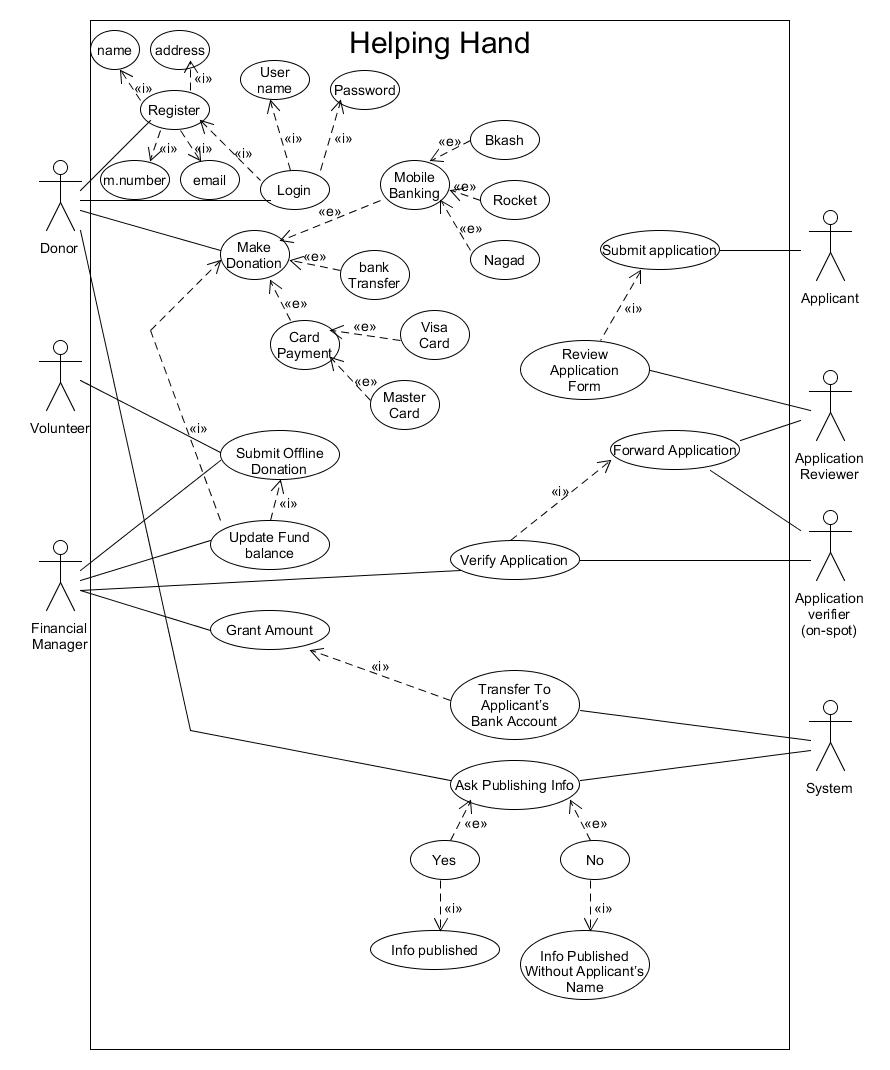 Helping Hand
name
address
«i»
«i»
User
name
Password
Register
«i»
«i»
«i»
«i»
«i»
m.number
email
Login
Donor
«e»
Bkash
Mobile
Banking
«e»
Rocket
«e»
«e»
Nagad
Make
Donation
«e»
bank
Transfer
«e»
Card
Payment
«e»
Visa
Card
«e»
Master
Card
Submit application
Applicant
«i»
Review
Application
Form
Volunteer
«i»
Submit Offline
Donation
Forward Application
Application
Reviewer
«i»
«i»
Update Fund
balance
Verify Application
Financial
Manager
Application
verifier
(on-spot)
Grant Amount
«i»
Transfer To
Applicant's
Bank Account
System
Ask Publishing Info
«e»
«e»
Yes
No
«i»
«i»
Info published
Info Published
Without Applicant's
Name